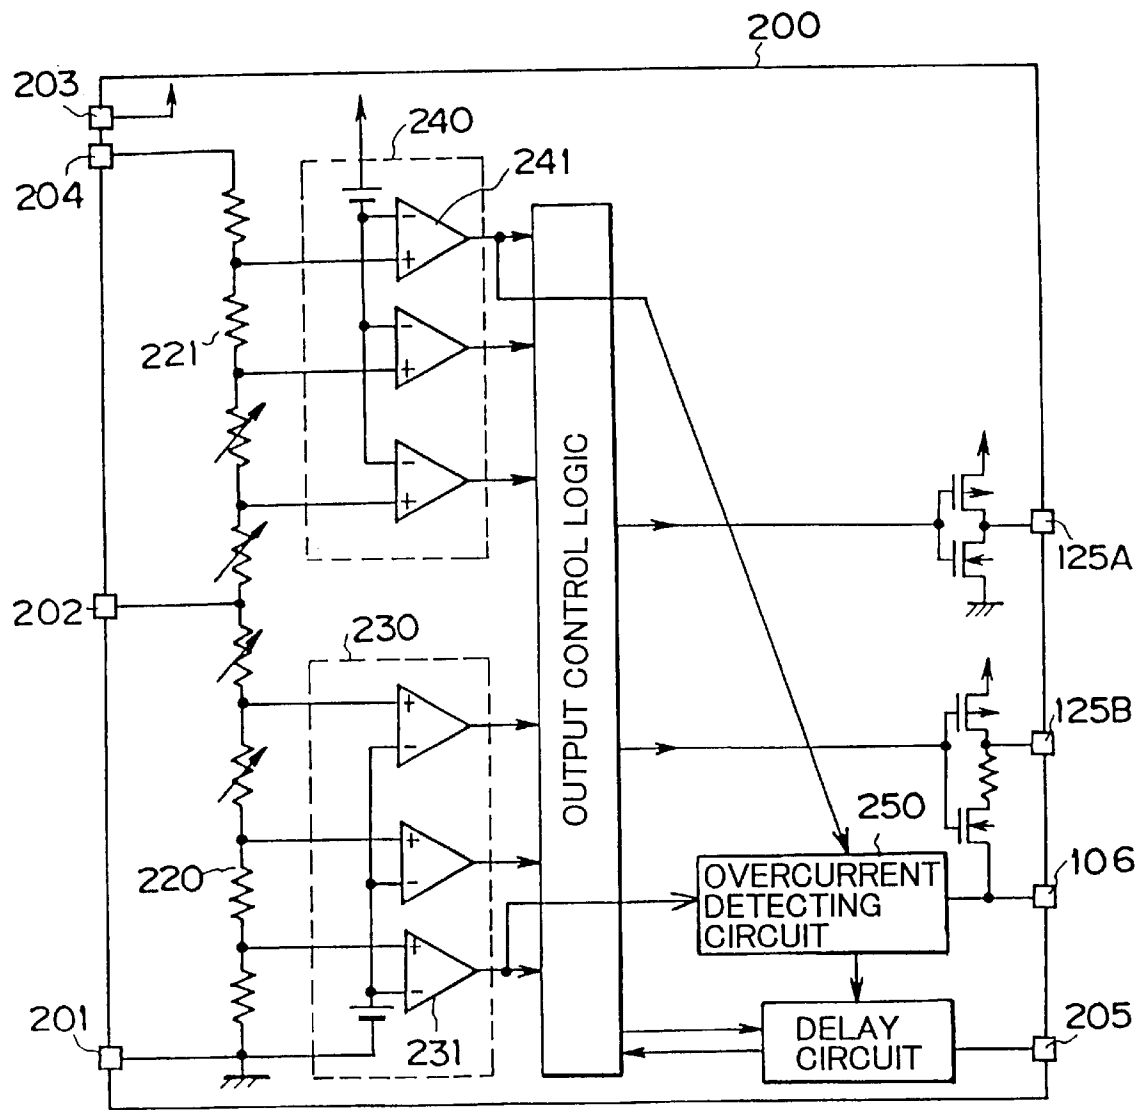 200
203
204
240
241
221
OUTPUT CONTROL LOGIC
125A
202
230
125B
250
220
OVERCURRENT
DETECTING
CIRCUIT
106
201
231
DELAY
CIRCUIT
205